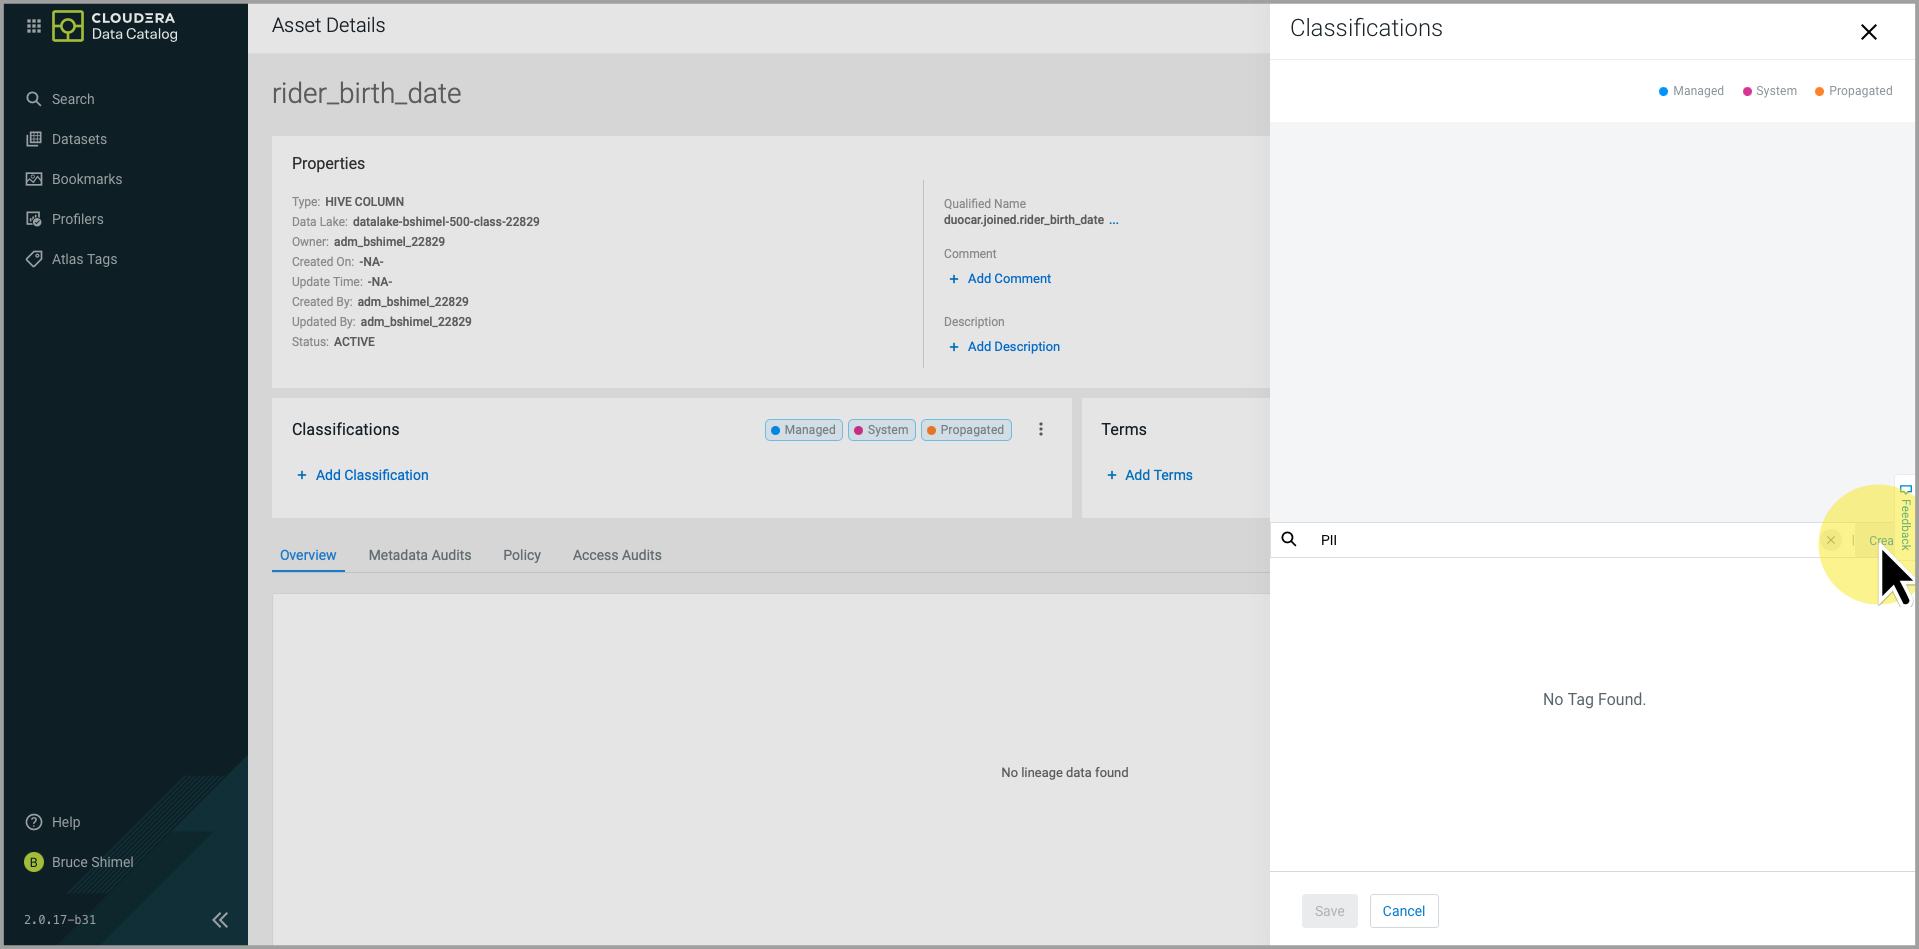 CLOUDERA
Data Catalog
Search
Datasets
Bookmarks
Profilers
Atlas Tags
Help
B
Bruce Shimel
2.0.17-b31
Asset Details
rider_birth_date
Properties
Type: HIVE COLUMN
Data Lake: datalake-bshimel-500-class-22829
Owner: adm_bshimel_22829
Created On: -NA-
Update Time: -NA-
Created By: adm_bshimel_22829
Updated By: adm_bshimel_22829
Status: ACTIVE
Qualified Name
duocar.joined.rider_birth_date ...
Comment
+ Add Comment
Description
+ Add Description
Classifications
Managed
System
Propagated
+ Add Classification
Terms
+ Add Terms
Overview
Metadata Audits
Policy
Access Audits
No lineage data found
Classifications
Managed
System
Propagated
PII
Crea
Feedback
No Tag Found.
Save
Cancel